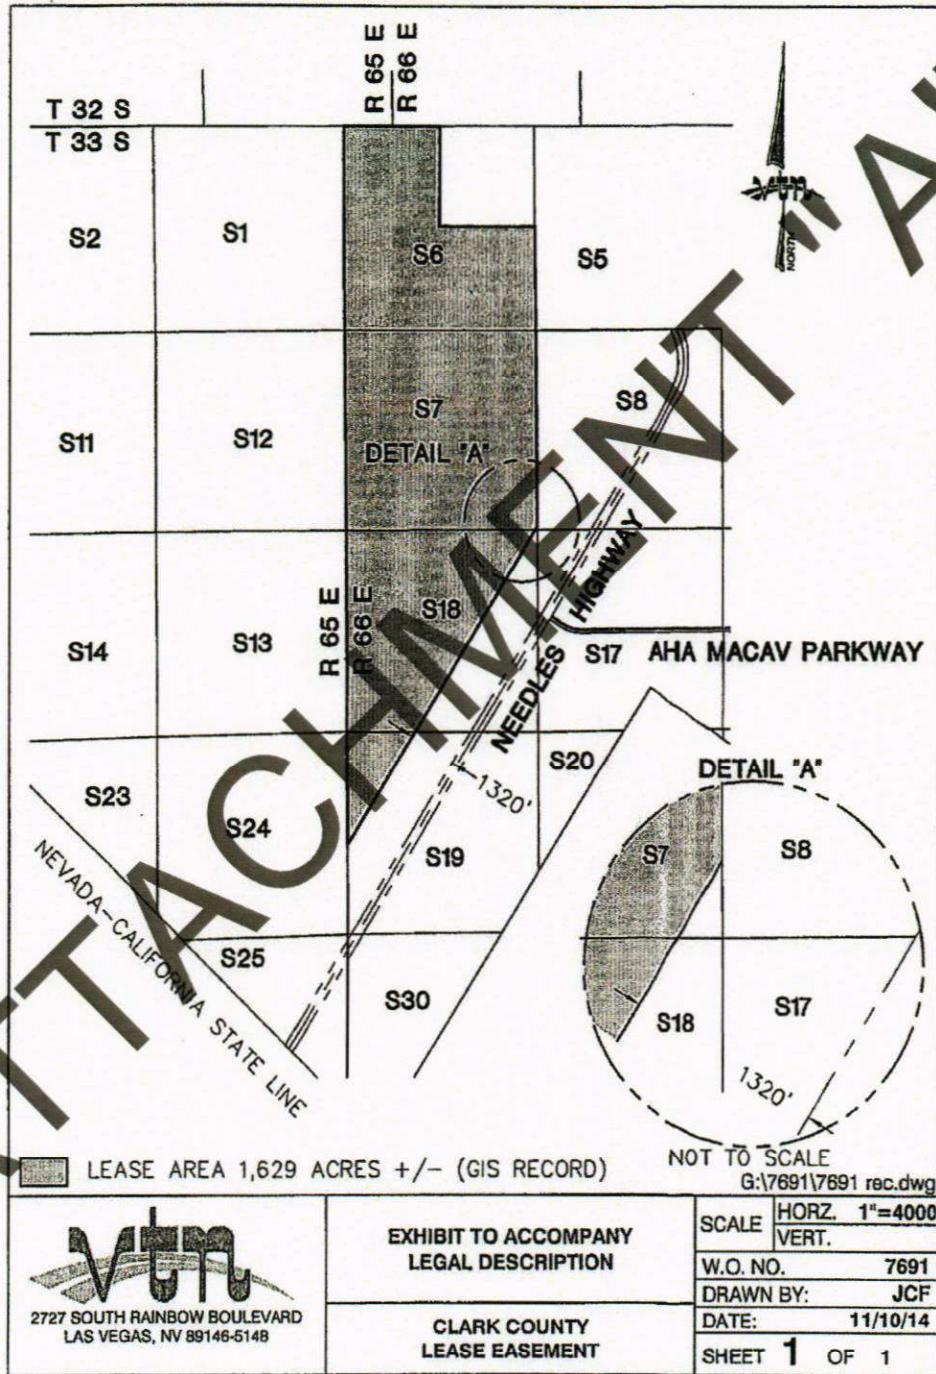 R 65 E
R 66 E
T 32 S
T 33 S
S2
S1
S6
S5
vtn
NORTH
S11
S12
S7
S8
DETAIL "A"
S14
S13
R 65 E
R 66 E
S18
NEEDLES HIGHWAY
S17
AHA MACAV PARKWAY
S23
S24
1320'
S19
S20
NEVADA-CALIFORNIA STATE LINE
S25
S30
DETAIL "A"
S7
S8
S18
S17
1320'
NOT TO SCALE
ATTACHMENT "A"
LEASE AREA 1,629 ACRES +/- (GIS RECORD)
G:\7691\7691 rec.dwg
vtn
2727 SOUTH RAINBOW BOULEVARD
LAS VEGAS, NV 89146-5148
EXHIBIT TO ACCOMPANY
LEGAL DESCRIPTION
CLARK COUNTY
LEASE EASEMENT
SCALE HORZ. 1"=4000
VERT.
W.O. NO. 7691
DRAWN BY: JCF
DATE: 11/10/14
SHEET 1 OF 1